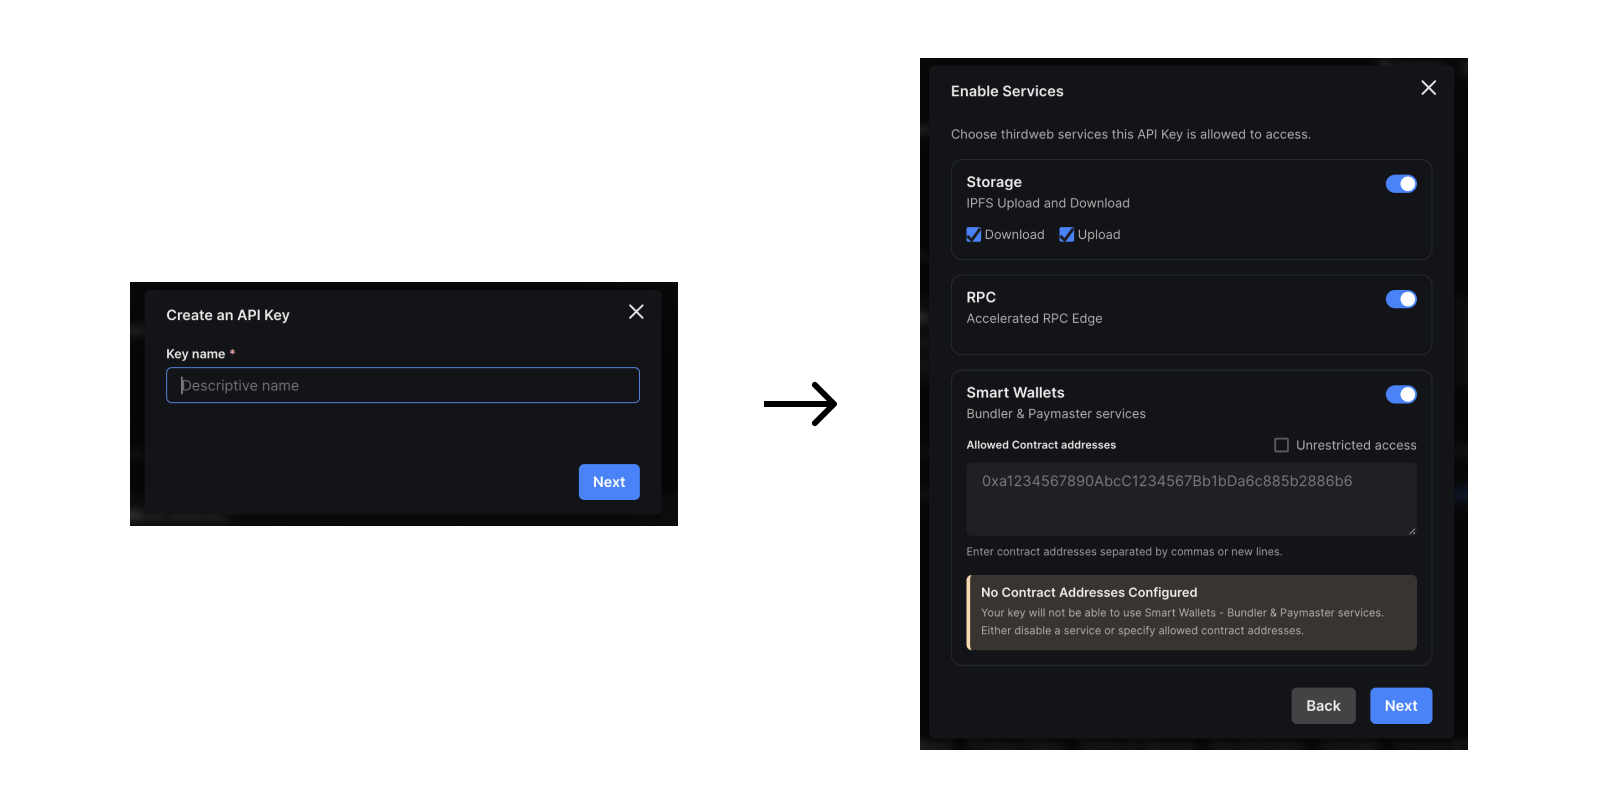 Create an API Key
Key name *
Descriptive name
Next
Enable Services
Choose thirdweb services this API Key is allowed to access.
Storage
IPFS Upload and Download
Download Upload
RPC
Accelerated RPC Edge
Smart Wallets
Bundler & Paymaster services
Allowed Contract addresses Unrestricted access
0xa1234567890AbcC1234567Bb1bDa6c885b2886b6
Enter contract addresses separated by commas or new lines.
No Contract Addresses Configured
Your key will not be able to use Smart Wallets - Bundler & Paymaster services.
Either disable a service or specify allowed contract addresses.
Back Next